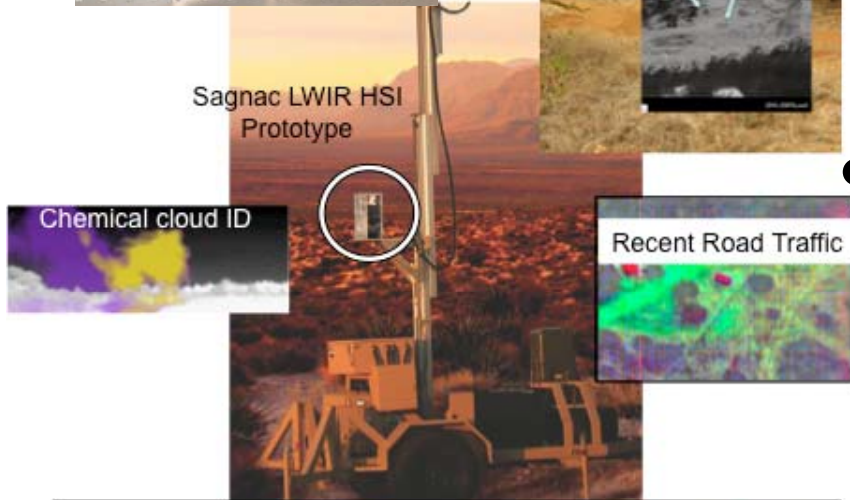 Sagnac LWIR HSI
Prototype
Chemical cloud ID
Recent Road Traffic